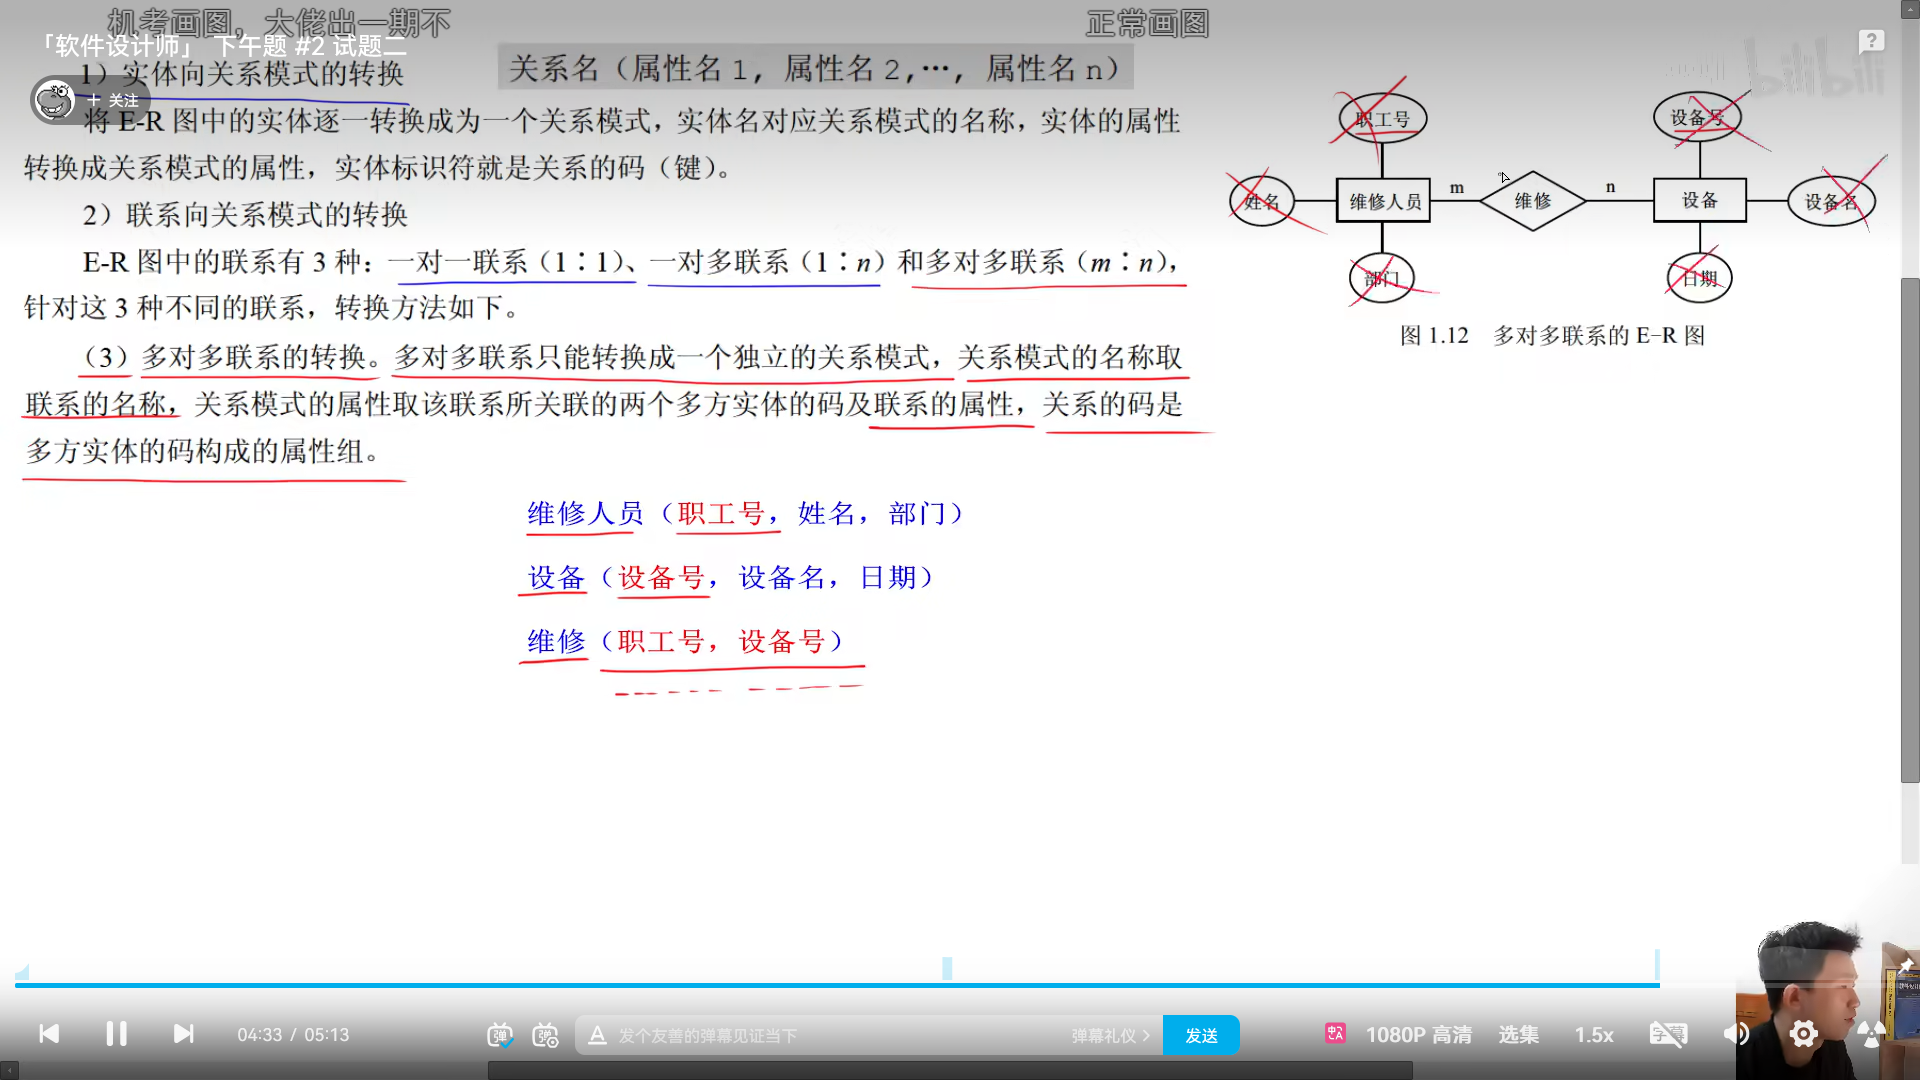 机考画图，大佬出一期不
正常画图
「软件设计师」 下午题 #2 试题二
关系名（属性名1，属性名2,…，属性名n）
1）实体向关系模式的转换
＋ 关注
bilibili
将 E-R 图中的实体逐一转换成为一个关系模式，实体名对应关系模式的名称，实体的属性
转换成关系模式的属性，实体标识符就是关系的码（键）。
2）联系向关系模式的转换
E-R 图中的联系有 3 种：一对一联系（1∶1）、一对多联系（1∶n）和多对多联系（m∶n），
针对这 3 种不同的联系，转换方法如下。
（3）多对多联系的转换。多对多联系只能转换成一个独立的关系模式，关系模式的名称取
联系的名称，关系模式的属性取该联系所关联的两个多方实体的码及联系的属性，关系的码是
多方实体的码构成的属性组。
职工号
设备号
姓名
维修人员
m
维修
n
设备
设备名
部门
日期
图 1.12 多对多联系的 E-R 图
维修人员（职工号，姓名，部门）
设备（设备号，设备名，日期）
维修（职工号，设备号）
04:33 / 05:13
弹
弹
A
发个友善的弹幕见证当下
弹幕礼仪 >
发送
1080P 高清
选集
1.5x
字幕